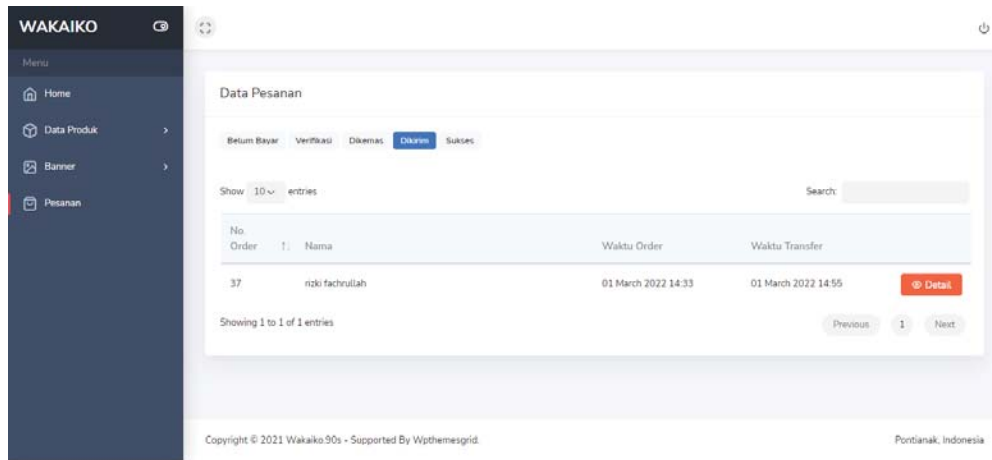 WAKAIKO
Menu
Home
Data Produk
Banner
Pesanan
Data Pesanan
Belum Bayar Verifikasi Dikemas Dikirim Sukses
Show 10 entries Search:
No.
Order Nama Waktu Order Waktu Transfer
37 rizki fachrullah 01 March 2022 14:33 01 March 2022 14:55 Detail
Showing 1 to 1 of 1 entries Previous 1 Next
Copyright © 2021 Wakaiko.90s - Supported By Wpthemesgrid. Pontianak, Indonesia